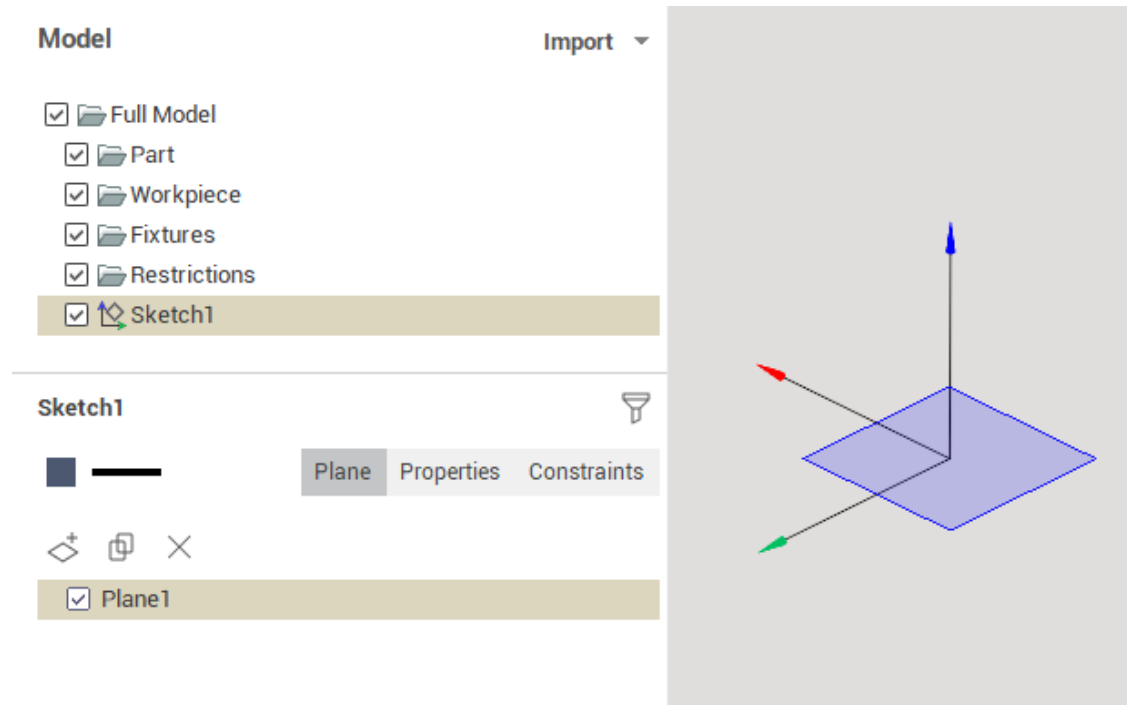 Model
Import
Full Model
Part
Workpiece
Fixtures
Restrictions
Sketch1
Sketch1
Plane Properties Constraints
Plane1